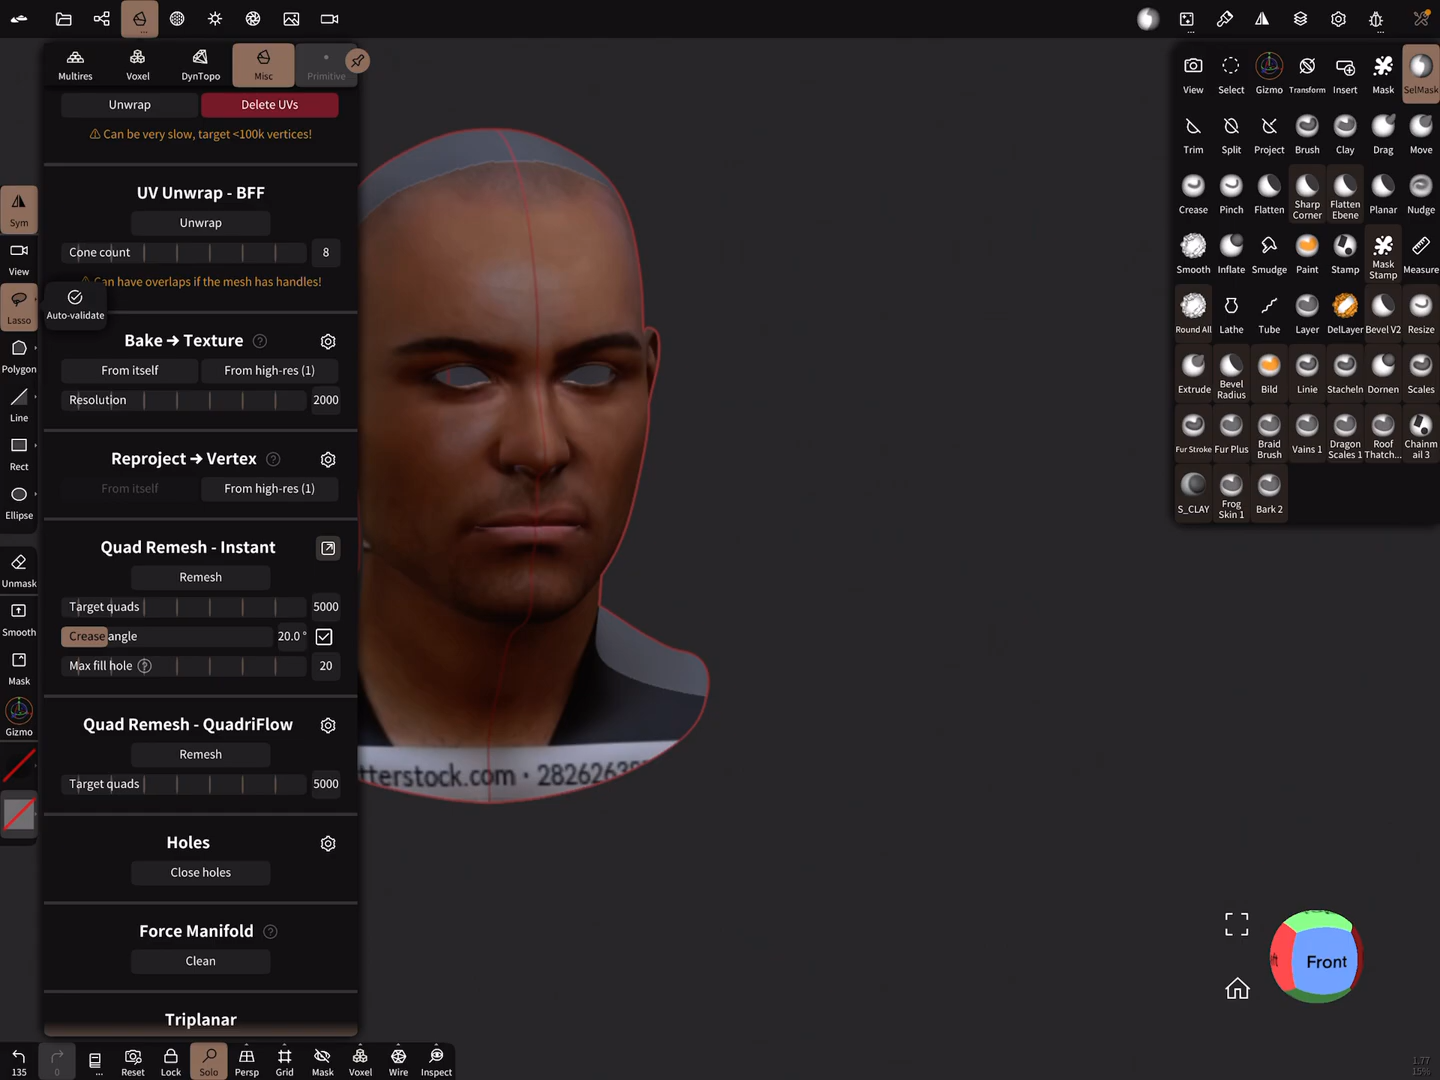 Multires
Voxel
DynTopo
Misc
Primitive
Unwrap
Delete UVs
Can be very slow, target <100k vertices!
UV Unwrap - BFF
Unwrap
Cone count
8
Can have overlaps if the mesh has handles!
Bake → Texture
From itself
From high-res (1)
Resolution
2000
Reproject → Vertex
From itself
From high-res (1)
Quad Remesh - Instant
Remesh
Target quads
5000
Crease angle
20.0 °
Max fill hole
20
Quad Remesh - QuadriFlow
Remesh
Target quads
5000
Holes
Close holes
Force Manifold
Clean
Triplanar
Sym
View
Lasso
Auto-validate
Polygon
Line
Rect
Ellipse
Unmask
Smooth
Mask
Gizmo
tterstock.com · 2826263
View
Select
Gizmo
Transform
Insert
Mask
SelMask
Trim
Split
Project
Brush
Clay
Drag
Move
Crease
Pinch
Flatten
Sharp Corner
Flatten Ebene
Planar
Nudge
Smooth
Inflate
Smudge
Paint
Stamp
Mask Stamp
Measure
Round All
Lathe
Tube
Layer
DelLayer
Bevel V2
Resize
Extrude
Bevel Radius
Bild
Linie
Stacheln
Dornen
Scales
Fur Stroke
Fur Plus
Braid Brush
Vains 1
Dragon Scales 1
Roof Thatch...
Chainm ail 3
S_CLAY
Frog Skin 1
Bark 2
Front
135
0
...
Reset
Lock
Solo
Persp
Grid
Mask
Voxel
Wire
Inspect
1.77
15%